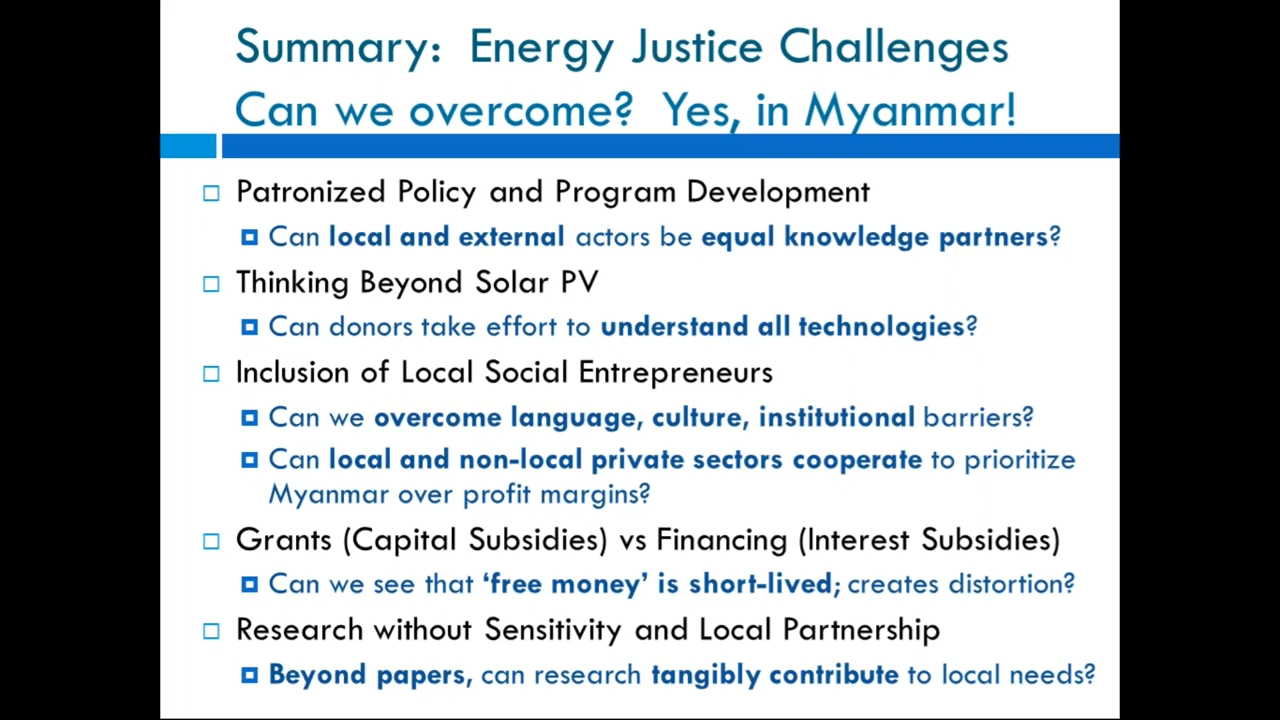 Summary: Energy Justice Challenges
Can we overcome? Yes, in Myanmar!
Patronized Policy and Program Development
Can local and external actors be equal knowledge partners?
Thinking Beyond Solar PV
Can donors take effort to understand all technologies?
Inclusion of Local Social Entrepreneurs
Can we overcome language, culture, institutional barriers?
Can local and non-local private sectors cooperate to prioritize
Myanmar over profit margins?
Grants (Capital Subsidies) vs Financing (Interest Subsidies)
Can we see that ‘free money’ is short-lived; creates distortion?
Research without Sensitivity and Local Partnership
Beyond papers, can research tangibly contribute to local needs?